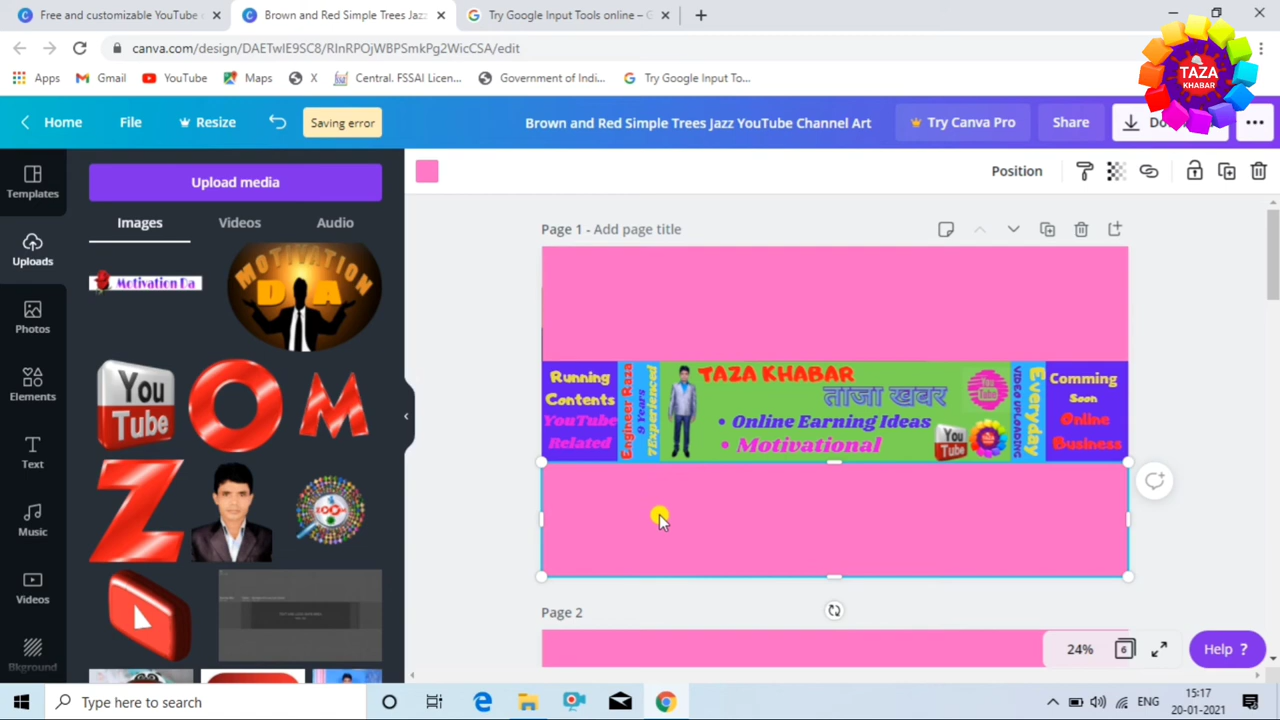 Free and customizable YouTube c
Brown and Red Simple Trees Jazz
Try Google Input Tools online – G
canva.com/design/DAETwIE9SC8/RlnRPOjWBPSmkPg2WicCSA/edit
Apps
Gmail
YouTube
Maps
X
Central. FSSAI Licen...
Government of Indi...
Try Google Input To...
TAZA
KHABAR
Home
File
Resize
Saving error
Brown and Red Simple Trees Jazz YouTube Channel Art
Try Canva Pro
Share
Templates
Uploads
Photos
Elements
Text
Music
Videos
Bkground
Upload media
Images
Videos
Audio
Motivation Da
MOTIVATION
D A
You
Tube
O
M
Z
ZOOM
Position
Page 1 - Add page title
Running
Contents
YouTube
Related
Engineer Raza
9 Years
Experienced
TAZA KHABAR
ताजा खबर
• Online Earning Ideas
• Motivational
You
Tube
VIDEO UPLOADING
Everyday
Comming
Soon
Online
Business
Page 2
24%
6
Help ?
Type here to search
ENG
15:17
20-01-2021